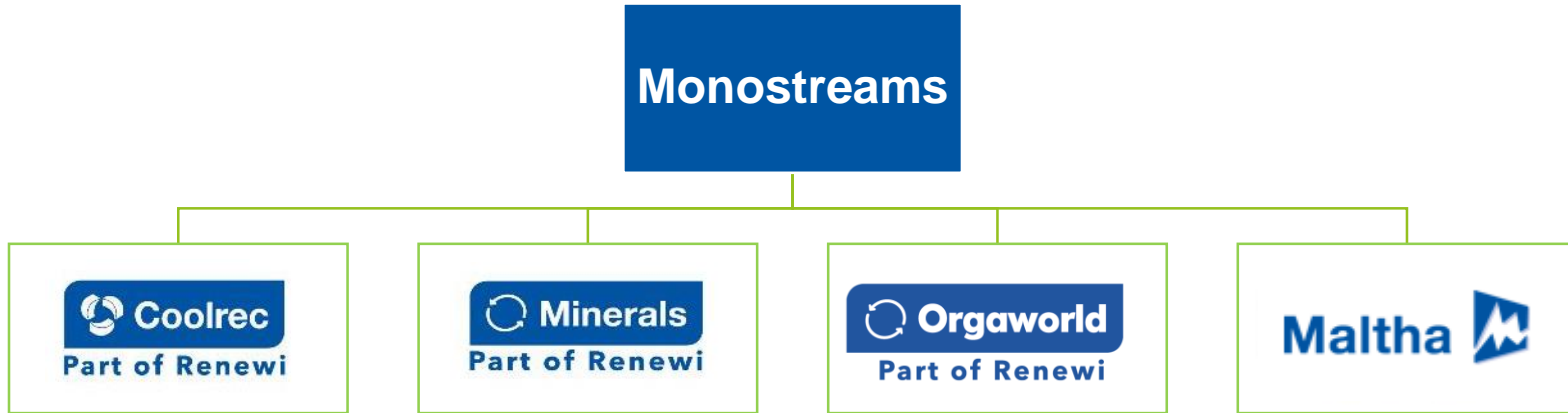 Monostreams
Coolrec
Part of Renewi
Minerals
Part of Renewi
Orgaworld
Part of Renewi
Maltha